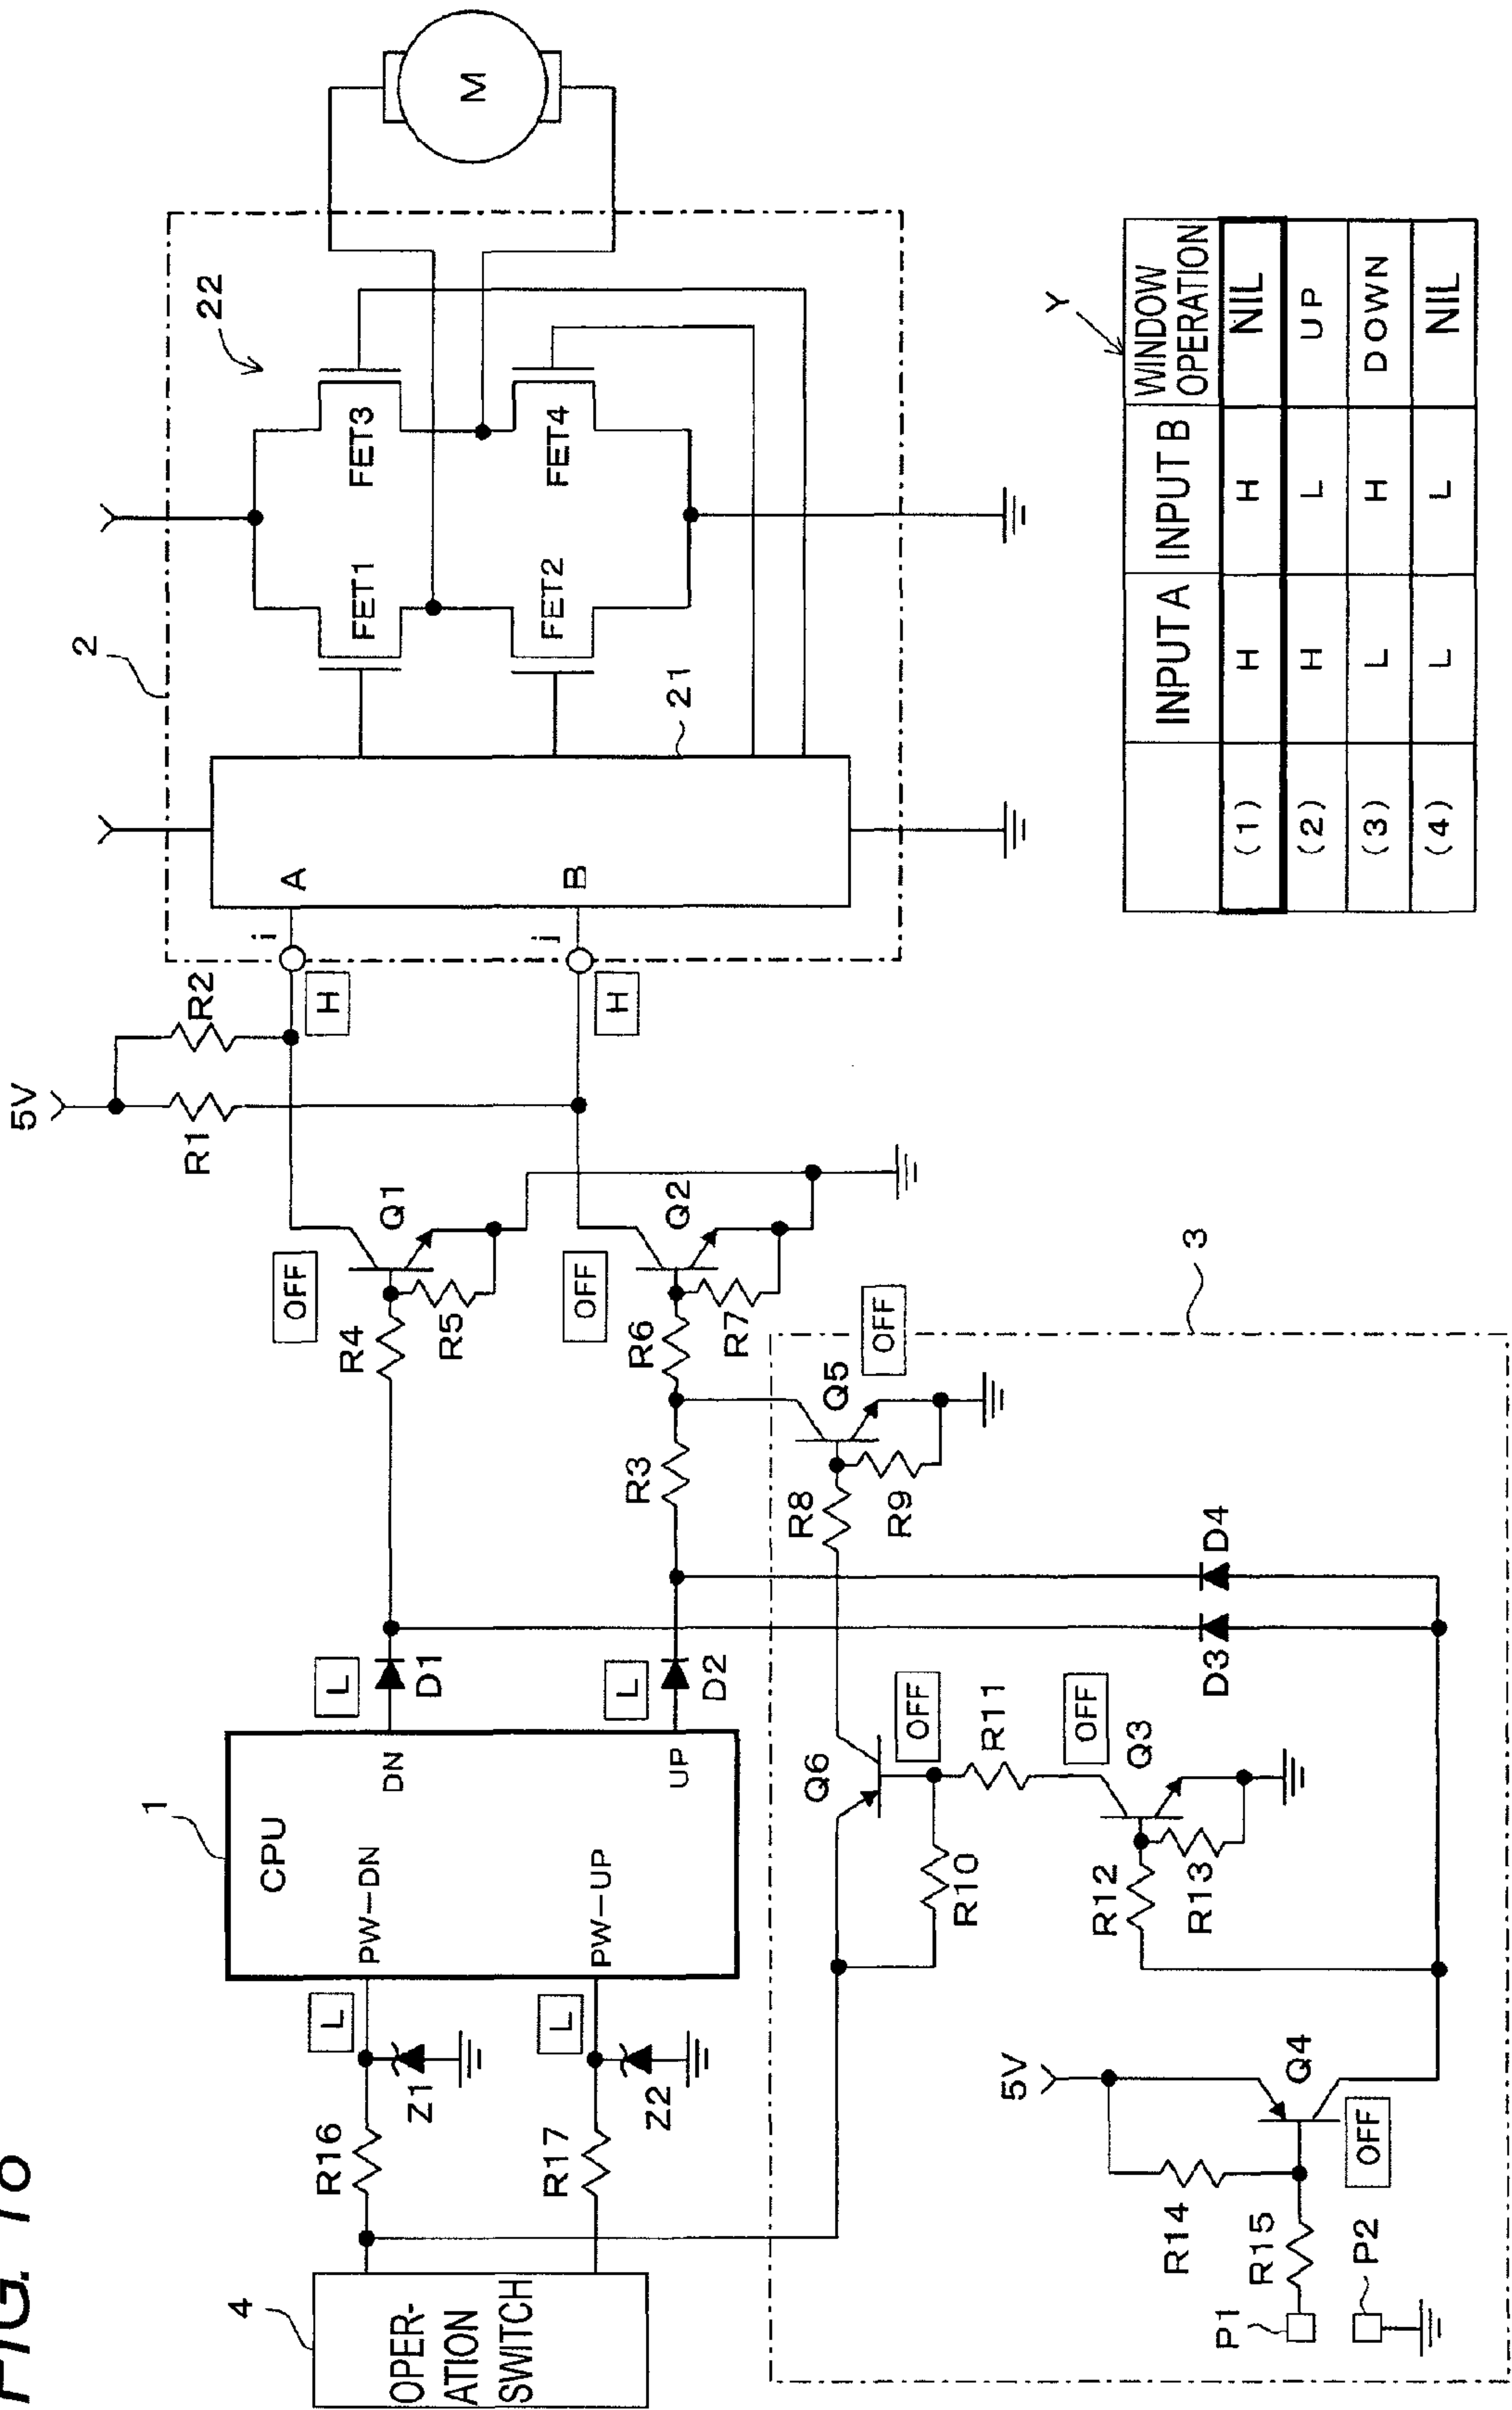 FIG. 18
5V
R1
R2
2
22
FET1
FET3
FET2
FET4
M
21
A
B
i
j
H
H
OFF
Q1
R4
R5
OFF
Q2
R6
R7
R3
1
CPU
PW-DN
PW-UP
DN
UP
L
D1
L
D2
L
L
Z1
Z2
R16
R17
4
OPER-
ATION
SWITCH
3
OFF
Q5
R8
R9
Q6
OFF
R10
R11
OFF
Q3
R12
R13
D3
D4
5V
Q4
OFF
R14
R15
P1
P2
Y
INPUT A INPUT B WINDOW OPERATION
(1) H H NIL
(2) H L UP
(3) L H DOWN
(4) L L NIL